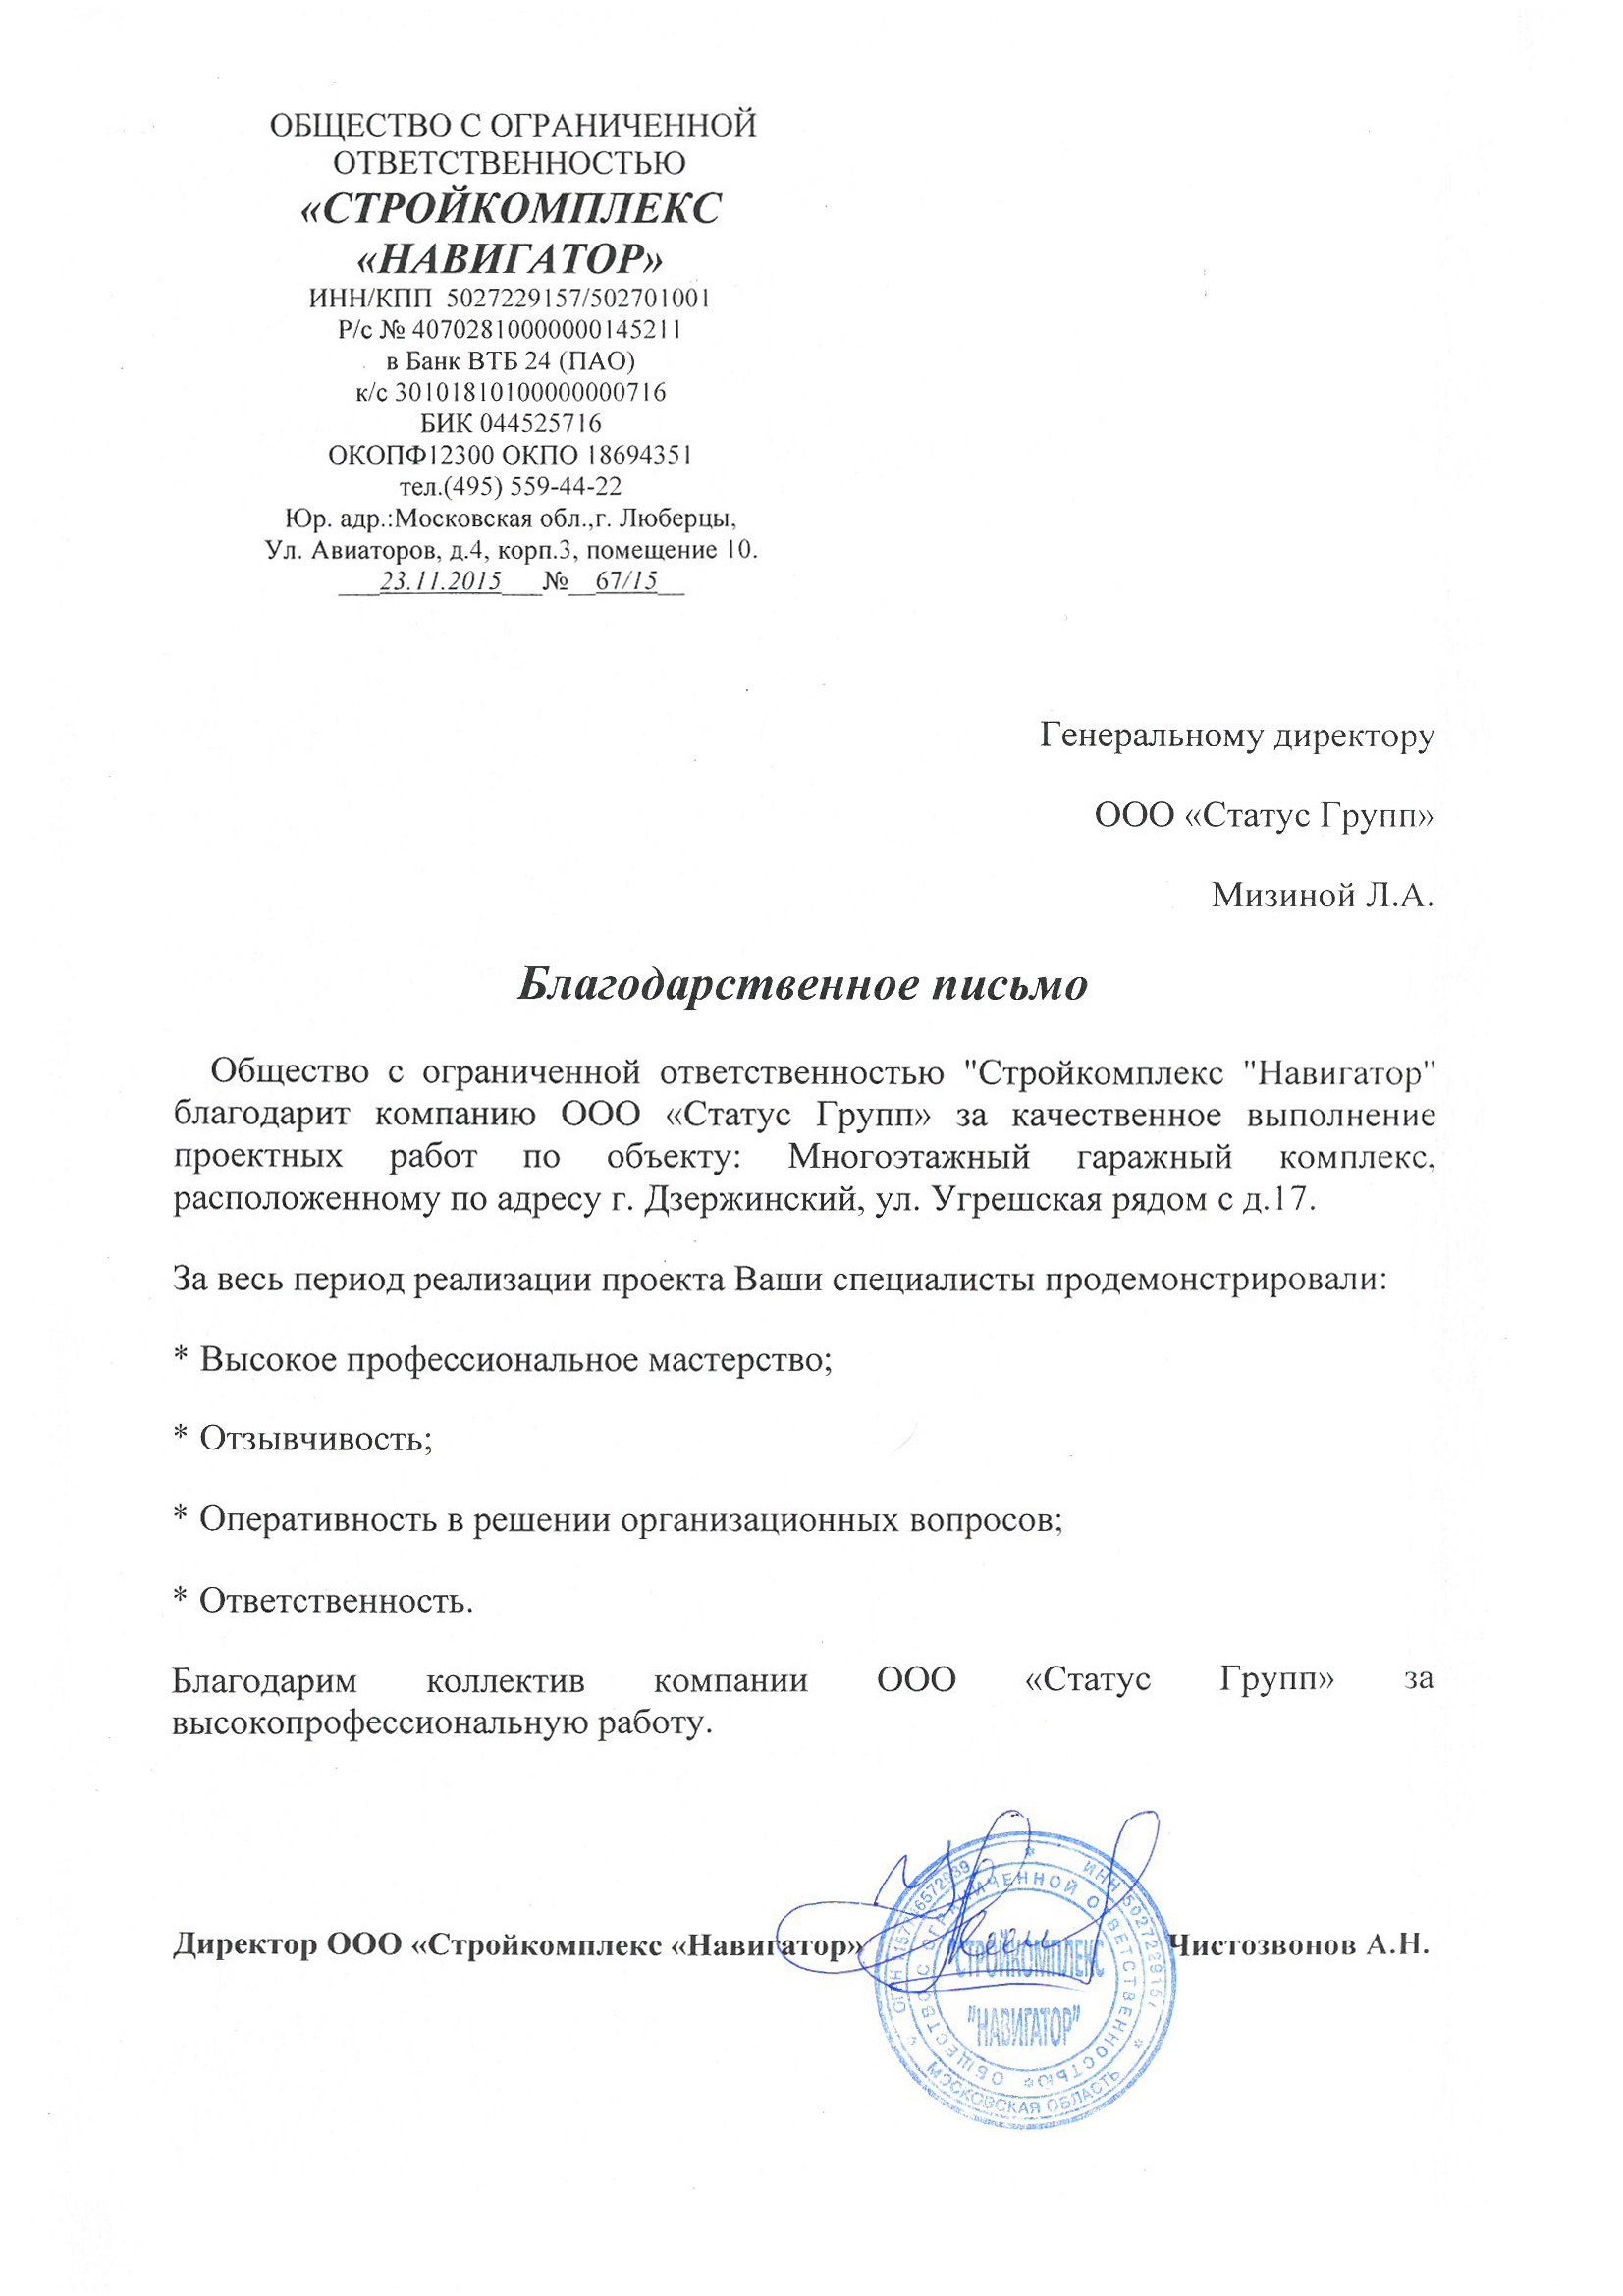 ОБЩЕСТВО С ОГРАНИЧЕННОЙ
ОТВЕТСТВЕННОСТЬЮ
«СТРОЙКОМПЛЕКС
«НАВИГАТОР»
ИНН/КПП 5027229157/502701001
Р/с № 40702810000000145211
в Банк ВТБ 24 (ПАО)
к/с 30101810100000000716
БИК 044525716
ОКОПФ12300 ОКПО 18694351
тел.(495) 559-44-22
Юр. адр.:Московская обл.,г. Люберцы,
Ул. Авиаторов, д.4, корп.3, помещение 10.
___23.11.2015___№__67/15__
Генеральному директору
ООО «Статус Групп»
Мизиной Л.А.
Благодарственное письмо
Общество с ограниченной ответственностью "Стройкомплекс "Навигатор"
благодарит компанию ООО «Статус Групп» за качественное выполнение
проектных работ по объекту: Многоэтажный гаражный комплекс,
расположенному по адресу г. Дзержинский, ул. Угрешская рядом с д.17.
За весь период реализации проекта Ваши специалисты продемонстрировали:
* Высокое профессиональное мастерство;
* Отзывчивость;
* Оперативность в решении организационных вопросов;
* Ответственность.
Благодарим коллектив компании ООО «Статус Групп» за
высокопрофессиональную работу.
Директор ООО «Стройкомплекс «Навигатор» Чистозвонов А.Н.
ИНН 5027229157
МОСКОВСКАЯ ОБЛАСТЬ
ОГРН
ОБЩЕСТВО С ОГРАНИЧЕННОЙ ОТВЕТСТВЕННОСТЬЮ
СТРОЙКОМПЛЕКС
"НАВИГАТОР"